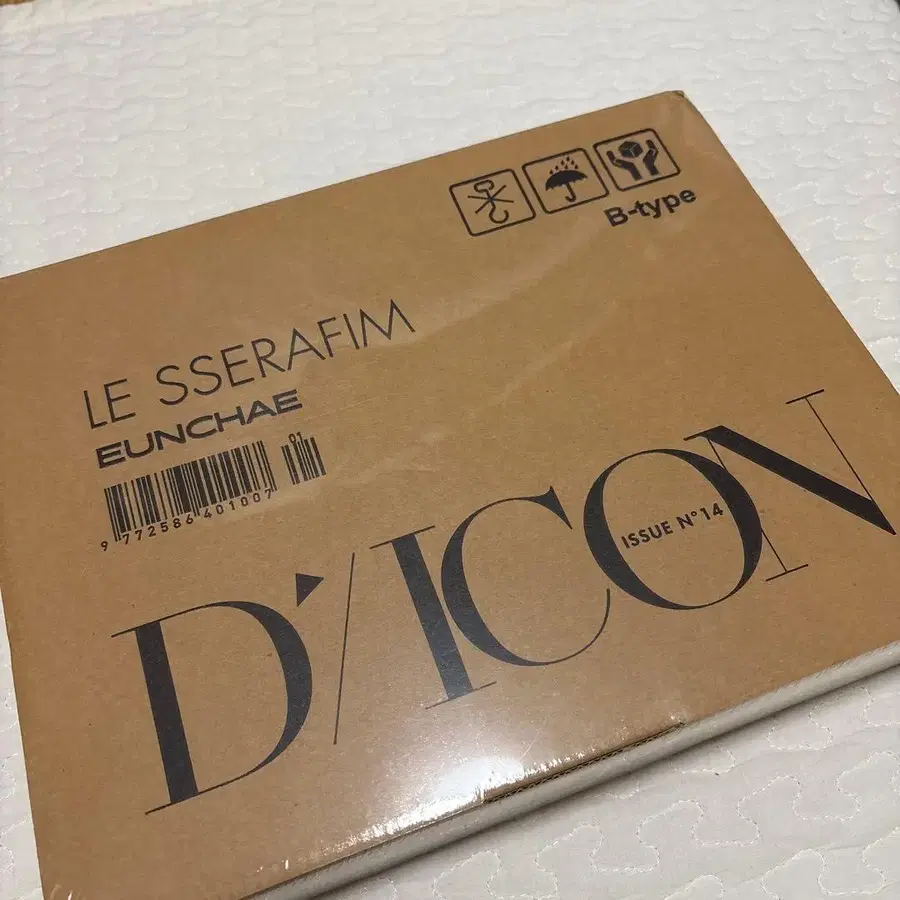 B-type
LE SSERAFIM
EUNCHAE
01
9 772586 401007
D'/ICON
ISSUE N°14